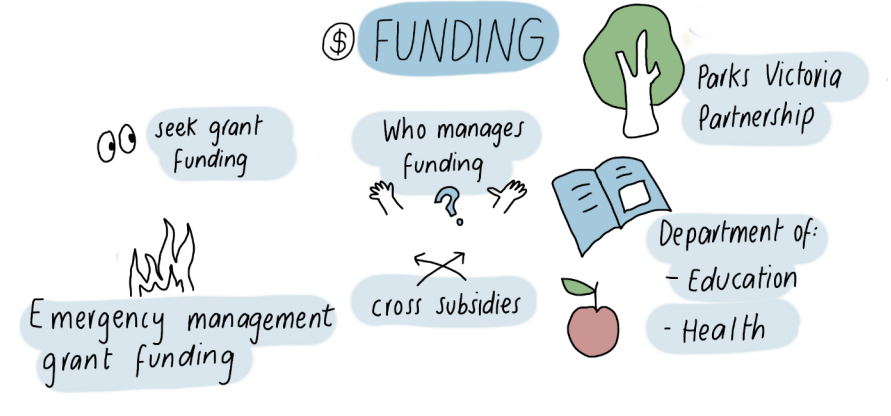 $ FUNDING
seek grant
funding
Who manages
funding
?
cross subsidies
Emergency management
grant funding
Parks Victoria
Partnership
Department of:
- Education
- Health